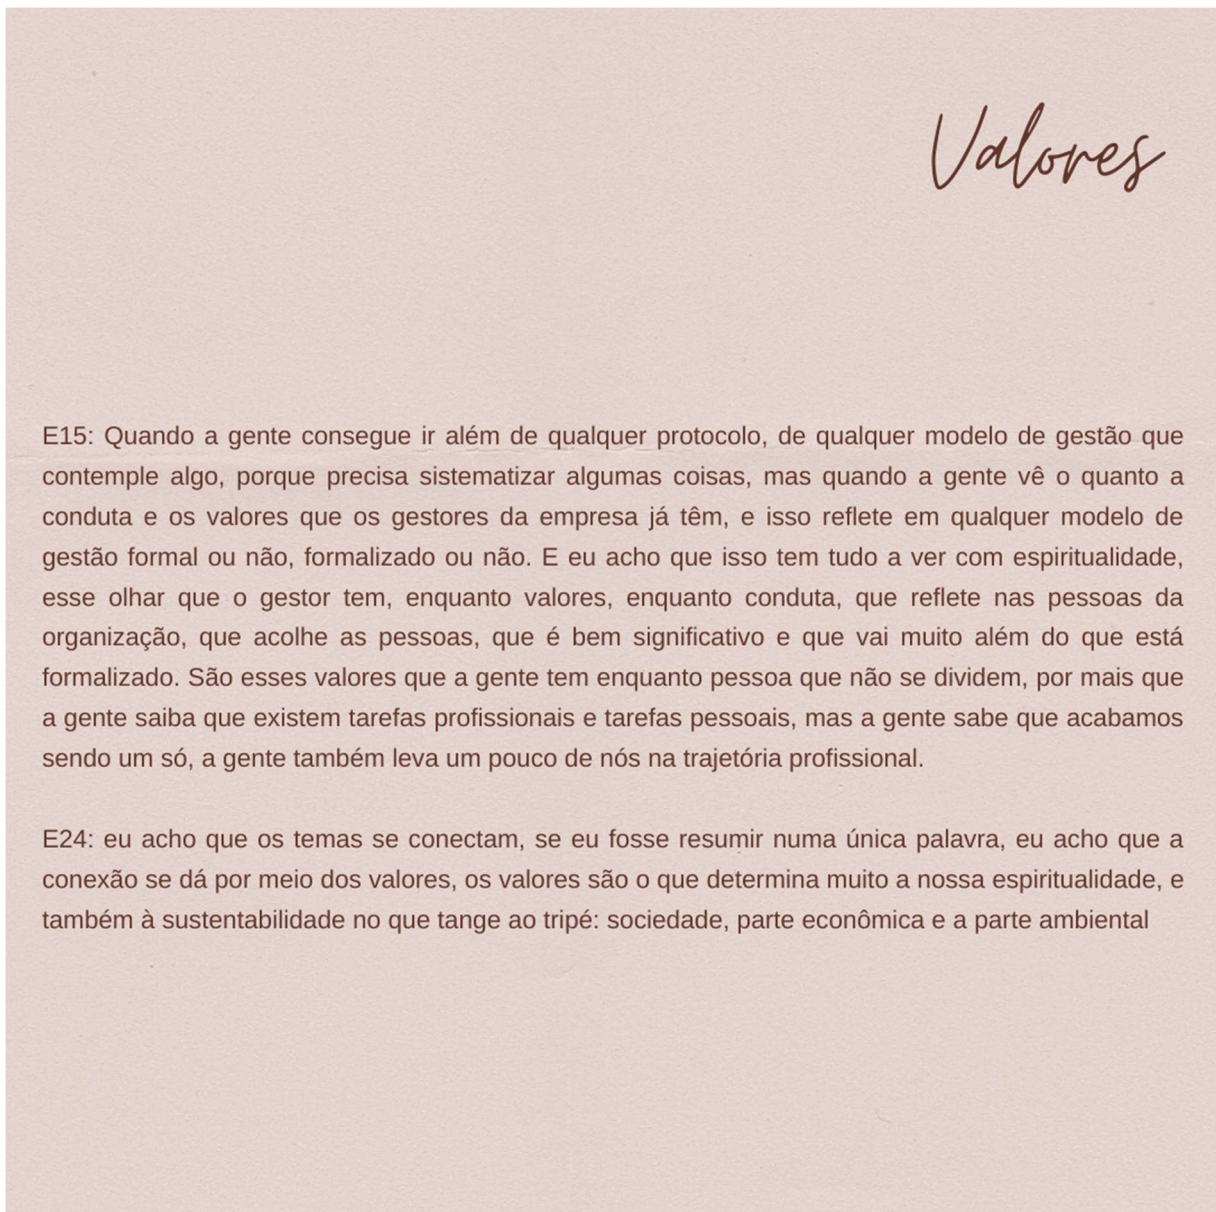 Valores
E15: Quando a gente consegue ir além de qualquer protocolo, de qualquer modelo de gestão que
contemple algo, porque precisa sistematizar algumas coisas, mas quando a gente vê o quanto a
conduta e os valores que os gestores da empresa já têm, e isso reflete em qualquer modelo de
gestão formal ou não, formalizado ou não. E eu acho que isso tem tudo a ver com espiritualidade,
esse olhar que o gestor tem, enquanto valores, enquanto conduta, que reflete nas pessoas da
organização, que acolhe as pessoas, que é bem significativo e que vai muito além do que está
formalizado. São esses valores que a gente tem enquanto pessoa que não se dividem, por mais que
a gente saiba que existem tarefas profissionais e tarefas pessoais, mas a gente sabe que acabamos
sendo um só, a gente também leva um pouco de nós na trajetória profissional.
E24: eu acho que os temas se conectam, se eu fosse resumir numa única palavra, eu acho que a
conexão se dá por meio dos valores, os valores são o que determina muito a nossa espiritualidade, e
também à sustentabilidade no que tange ao tripé: sociedade, parte econômica e a parte ambiental